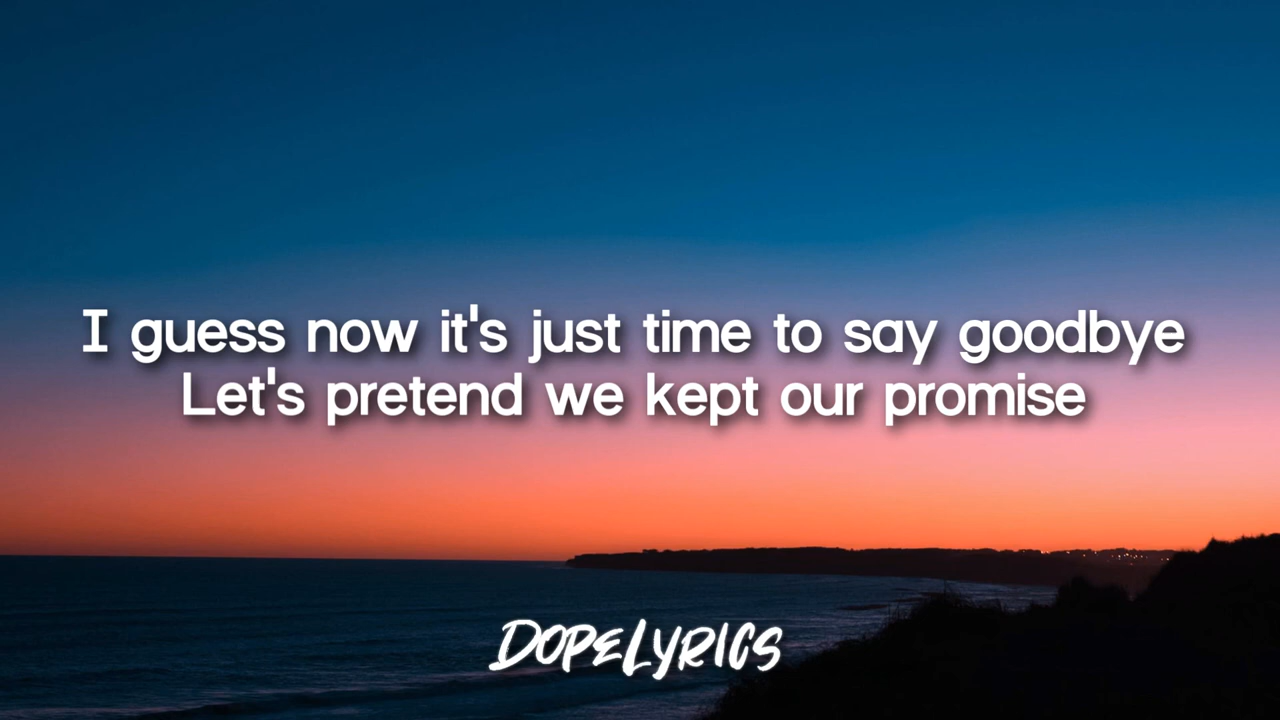 I guess now it's just time to say goodbye
Let's pretend we kept our promise
DOPELYRICS